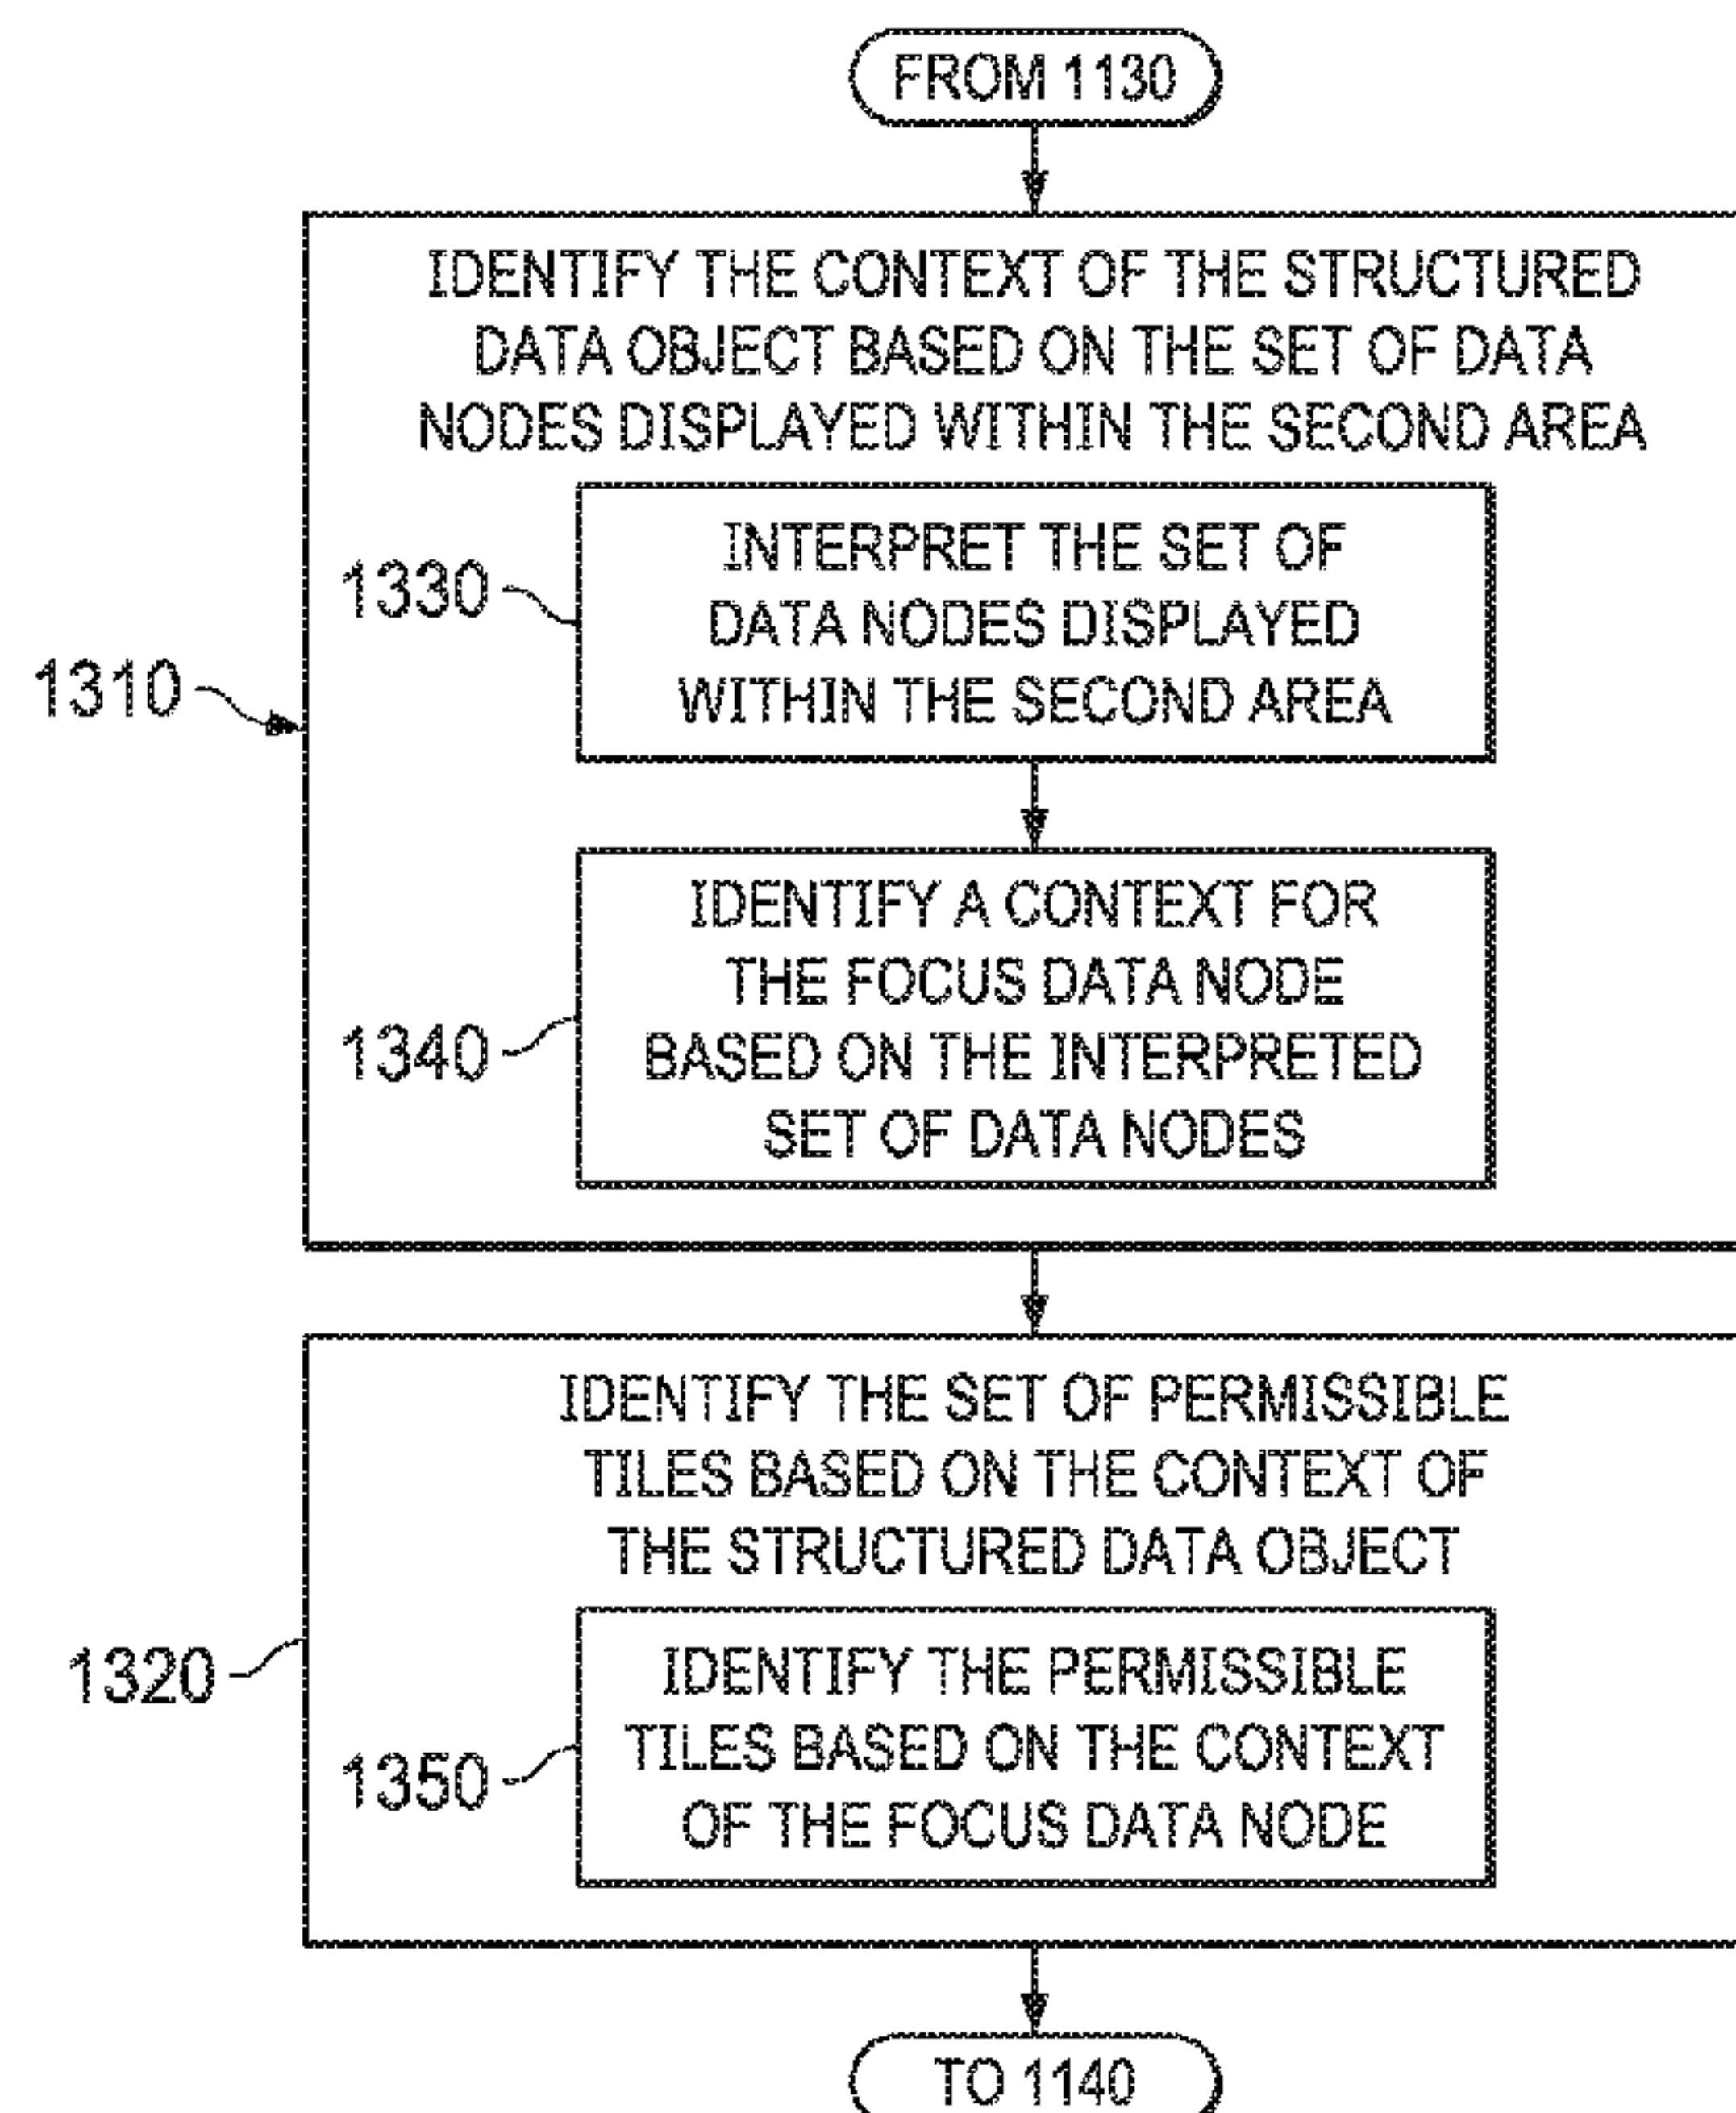 FROM 1130
IDENTIFY THE CONTEXT OF THE STRUCTURED
DATA OBJECT BASED ON THE SET OF DATA
NODES DISPLAYED WITHIN THE SECOND AREA
1330
INTERPRET THE SET OF
DATA NODES DISPLAYED
WITHIN THE SECOND AREA
1310
IDENTIFY A CONTEXT FOR
THE FOCUS DATA NODE
BASED ON THE INTERPRETED
SET OF DATA NODES
1340
IDENTIFY THE SET OF PERMISSIBLE
TILES BASED ON THE CONTEXT OF
THE STRUCTURED DATA OBJECT
1320
IDENTIFY THE PERMISSIBLE
TILES BASED ON THE CONTEXT
OF THE FOCUS DATA NODE
1350
TO 1140